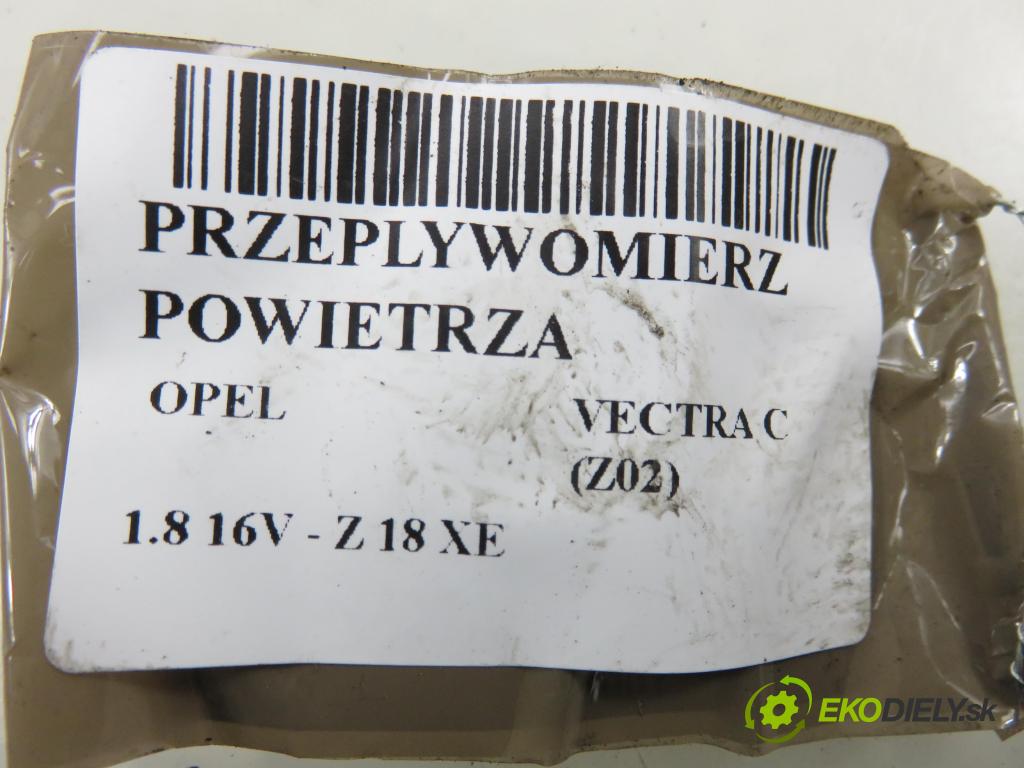 PRZEPLYWOMIERZ
POWIETRZA
OPEL
VECTRA C
(Z02)
1.8 16V - Z 18 XE
EKODIELY.sk